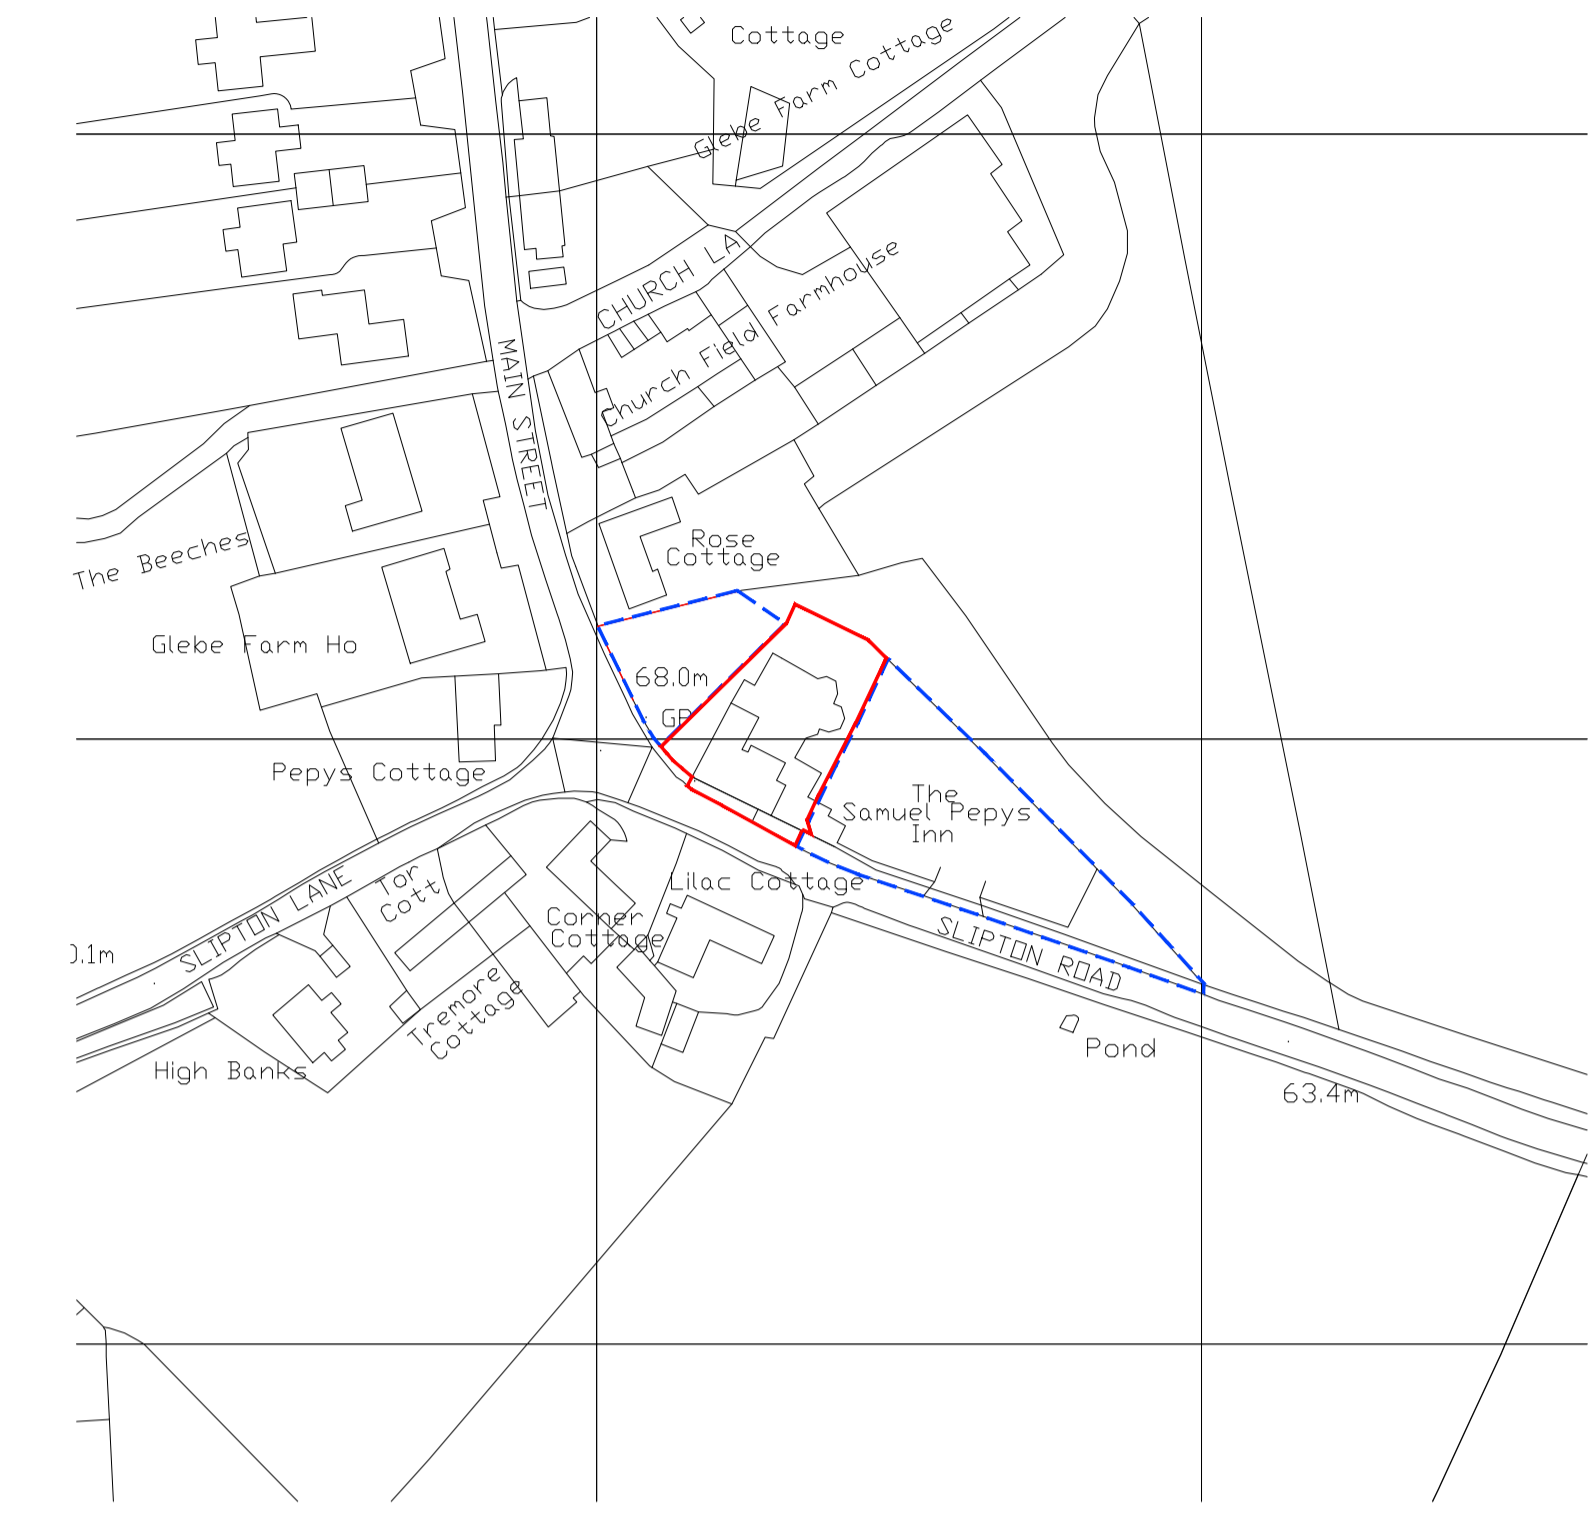 Cottage
Glebe Farm Cottage
CHURCH LA
Church Field Farmhouse
MAIN STREET
Rose
Cottage
The Beeches
Glebe Farm Ho
68.0m
GP
Pepys Cottage
The
Samuel Pepys
Inn
Lilac Cottage
Tor
Cott
SLIPTON LANE
Corner
Cottage
SLIPTON ROAD
.1m
Tremore
Cottage
High Banks
Pond
63.4m